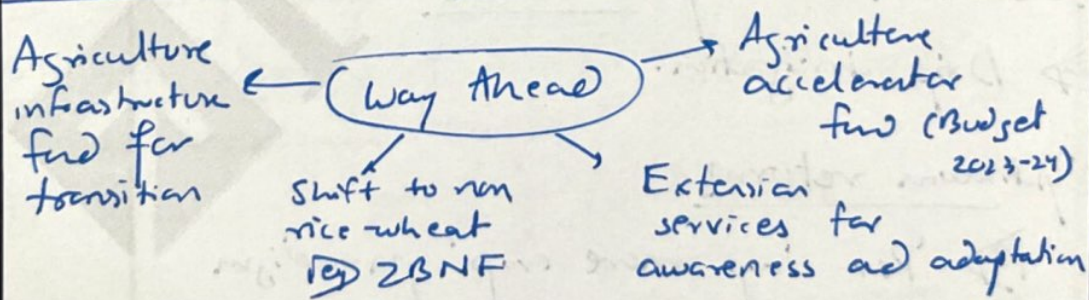 Way Ahead
Agriculture
infrastructure
fund for
transition
Shift to non
rice-wheat
eg ZBNF
Extension
services for
awareness and adaptation
Agriculture
accelerator
fund (Budget
2023-24)